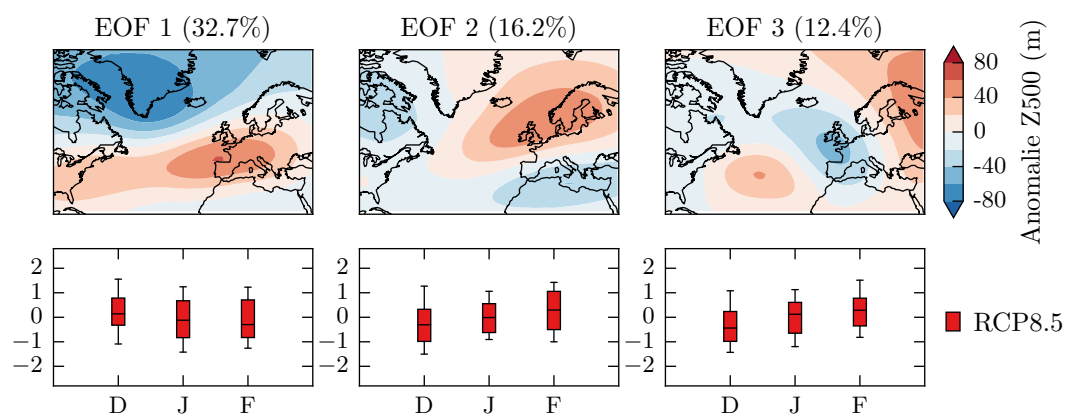 EOF 1 (32.7%) EOF 2 (16.2%) EOF 3 (12.4%)
80
40
0
-40
-80
Anomalie Z500 (m)
2 2 2
1 1 1
0 0 0
−1 −1 −1
−2 −2 −2
D J F D J F D J F
RCP8.5